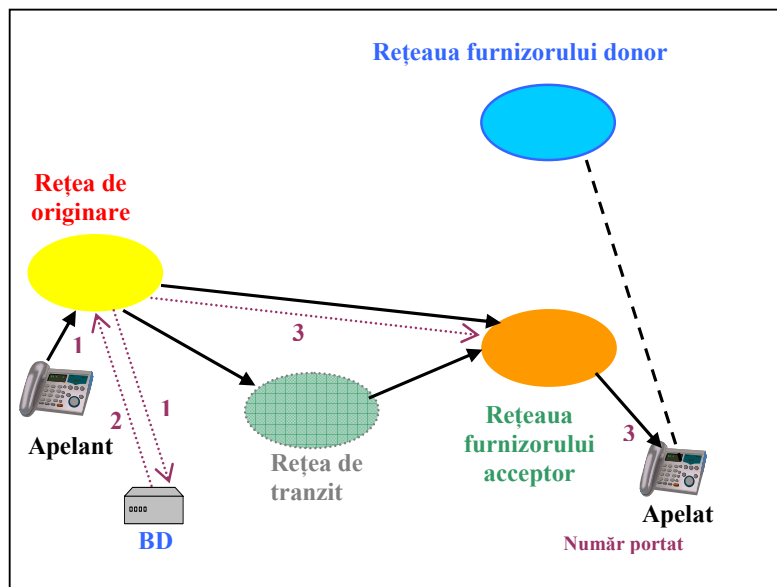 Rețeaua furnizorului donor
Rețea de
originare
3
1
Apelant
2
1
Rețea de
tranzit
Rețeaua
furnizorului
acceptor
3
Apelat
BD
Număr portat